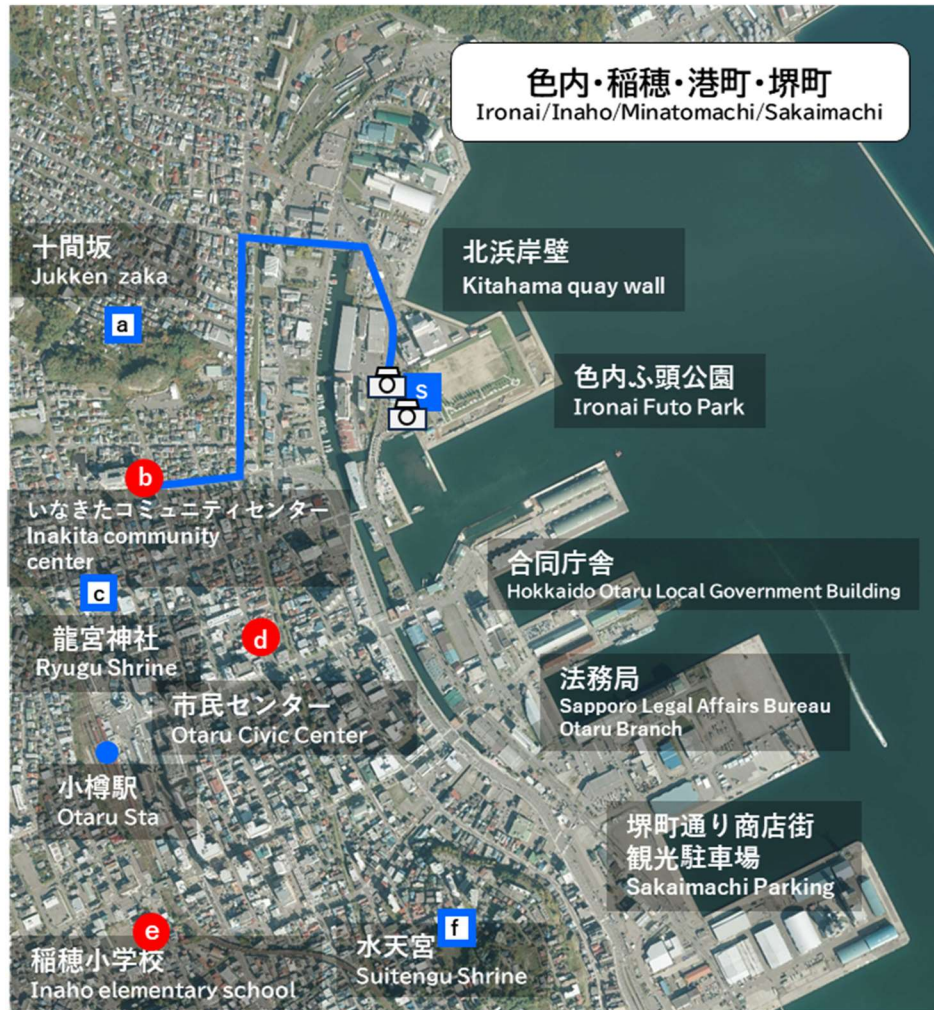 色内・稲穂・港町・堺町
Ironai/Inaho/Minatomachi/Sakaimachi
十間坂
Jukken zaka
a
北浜岸壁
Kitahama quay wall
色内ふ頭公園
Ironai Futo Park
S
b
いなきたコミュニティセンター
Inakita community
center
合同庁舎
Hokkaido Otaru Local Government Building
c
龍宮神社
Ryugu Shrine
d
市民センター
Otaru Civic Center
法務局
Sapporo Legal Affairs Bureau
Otaru Branch
小樽駅
Otaru Sta
堺町通り商店街
観光駐車場
Sakaimachi Parking
e
稲穂小学校
Inaho elementary school
f
水天宮
Suitengu Shrine